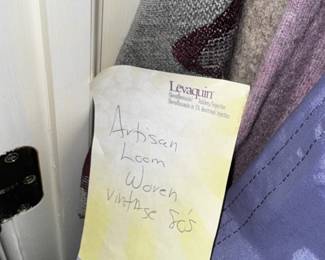 Levaquin
Artisan
Loom
Woven
vintage 80's